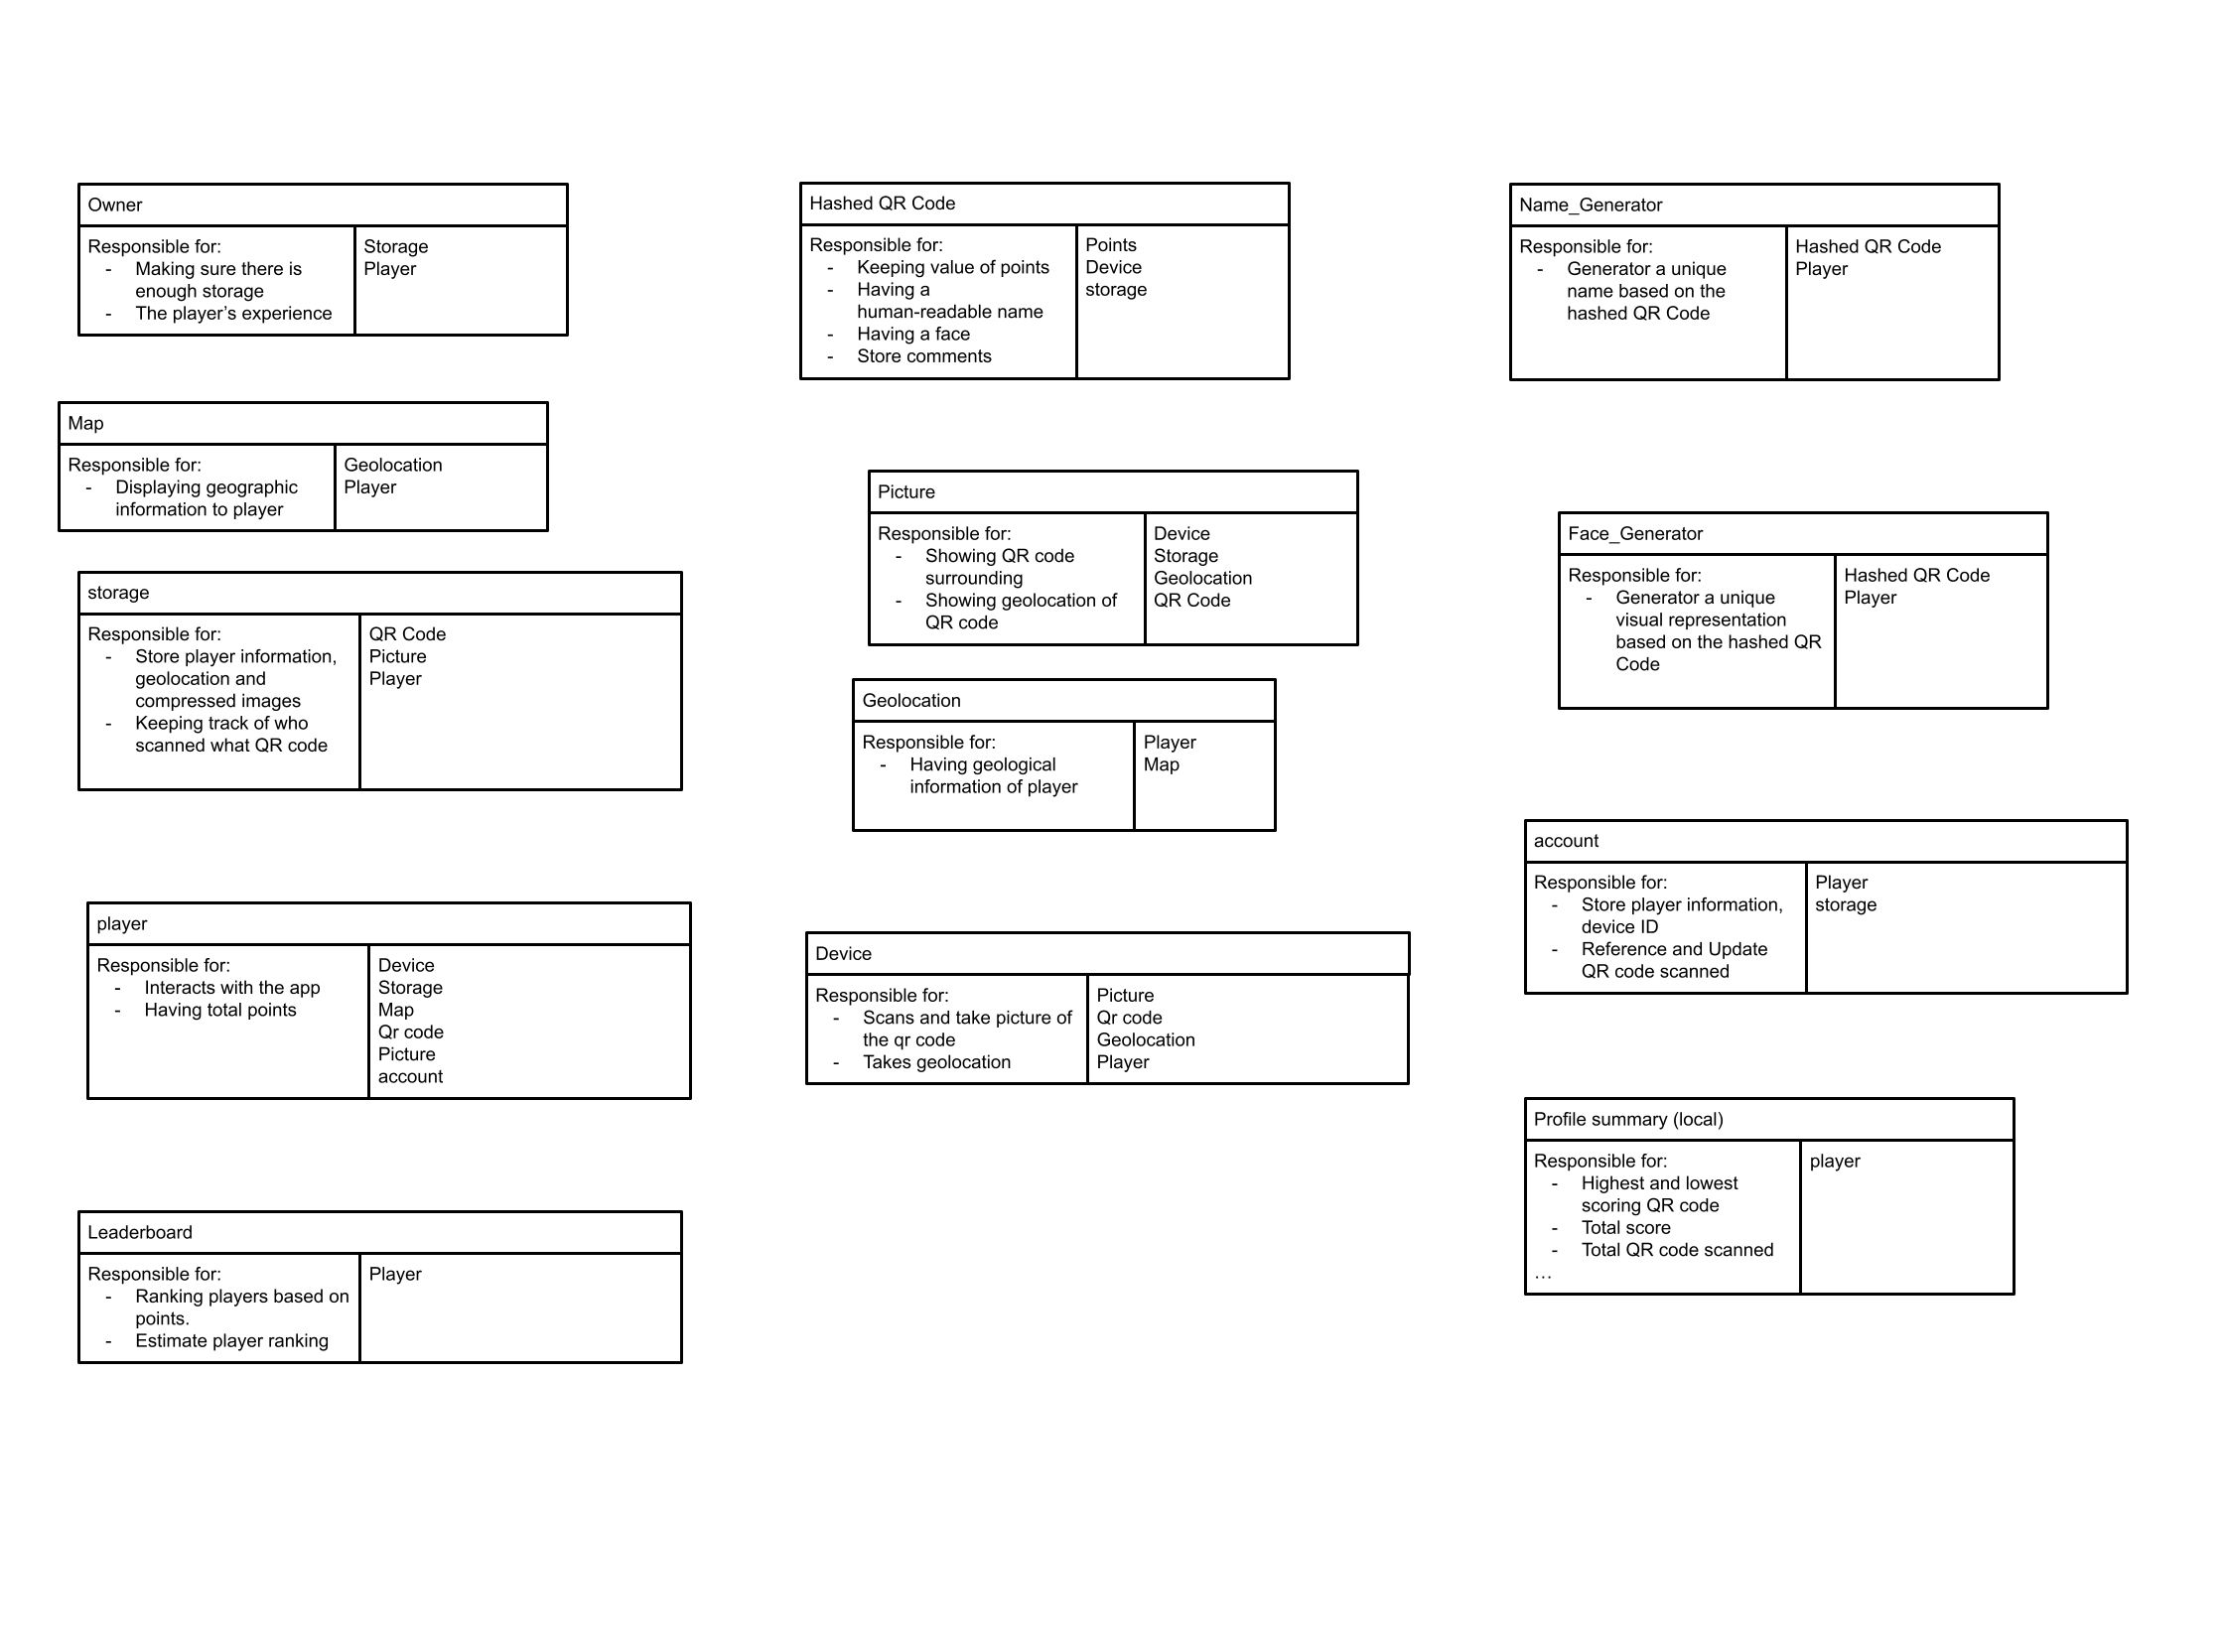 Owner
Responsible for:
- Making sure there is
enough storage
- The player’s experience
Storage
Player
Map
Responsible for:
- Displaying geographic
information to player
Geolocation
Player
storage
Responsible for:
- Store player information,
geolocation and
compressed images
- Keeping track of who
scanned what QR code
QR Code
Picture
Player
player
Responsible for:
- Interacts with the app
- Having total points
Device
Storage
Map
Qr code
Picture
account
Leaderboard
Responsible for:
- Ranking players based on
points.
- Estimate player ranking
Player
Hashed QR Code
Responsible for:
- Keeping value of points
- Having a
human-readable name
- Having a face
- Store comments
Points
Device
storage
Picture
Responsible for:
- Showing QR code
surrounding
- Showing geolocation of
QR code
Device
Storage
Geolocation
QR Code
Geolocation
Responsible for:
- Having geological
information of player
Player
Map
Device
Responsible for:
- Scans and take picture of
the qr code
- Takes geolocation
Picture
Qr code
Geolocation
Player
Name_Generator
Responsible for:
- Generator a unique
name based on the
hashed QR Code
Hashed QR Code
Player
Face_Generator
Responsible for:
- Generator a unique
visual representation
based on the hashed QR
Code
Hashed QR Code
Player
account
Responsible for:
- Store player information,
device ID
- Reference and Update
QR code scanned
Player
storage
Profile summary (local)
Responsible for:
- Highest and lowest
scoring QR code
- Total score
- Total QR code scanned
…
player